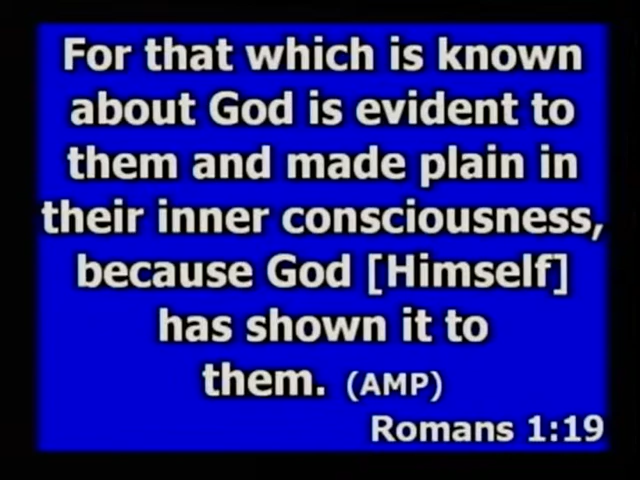 For that which is known
about God is evident to
them and made plain in
their inner consciousness,
because God [Himself]
has shown it to
them. (AMP)
Romans 1:19